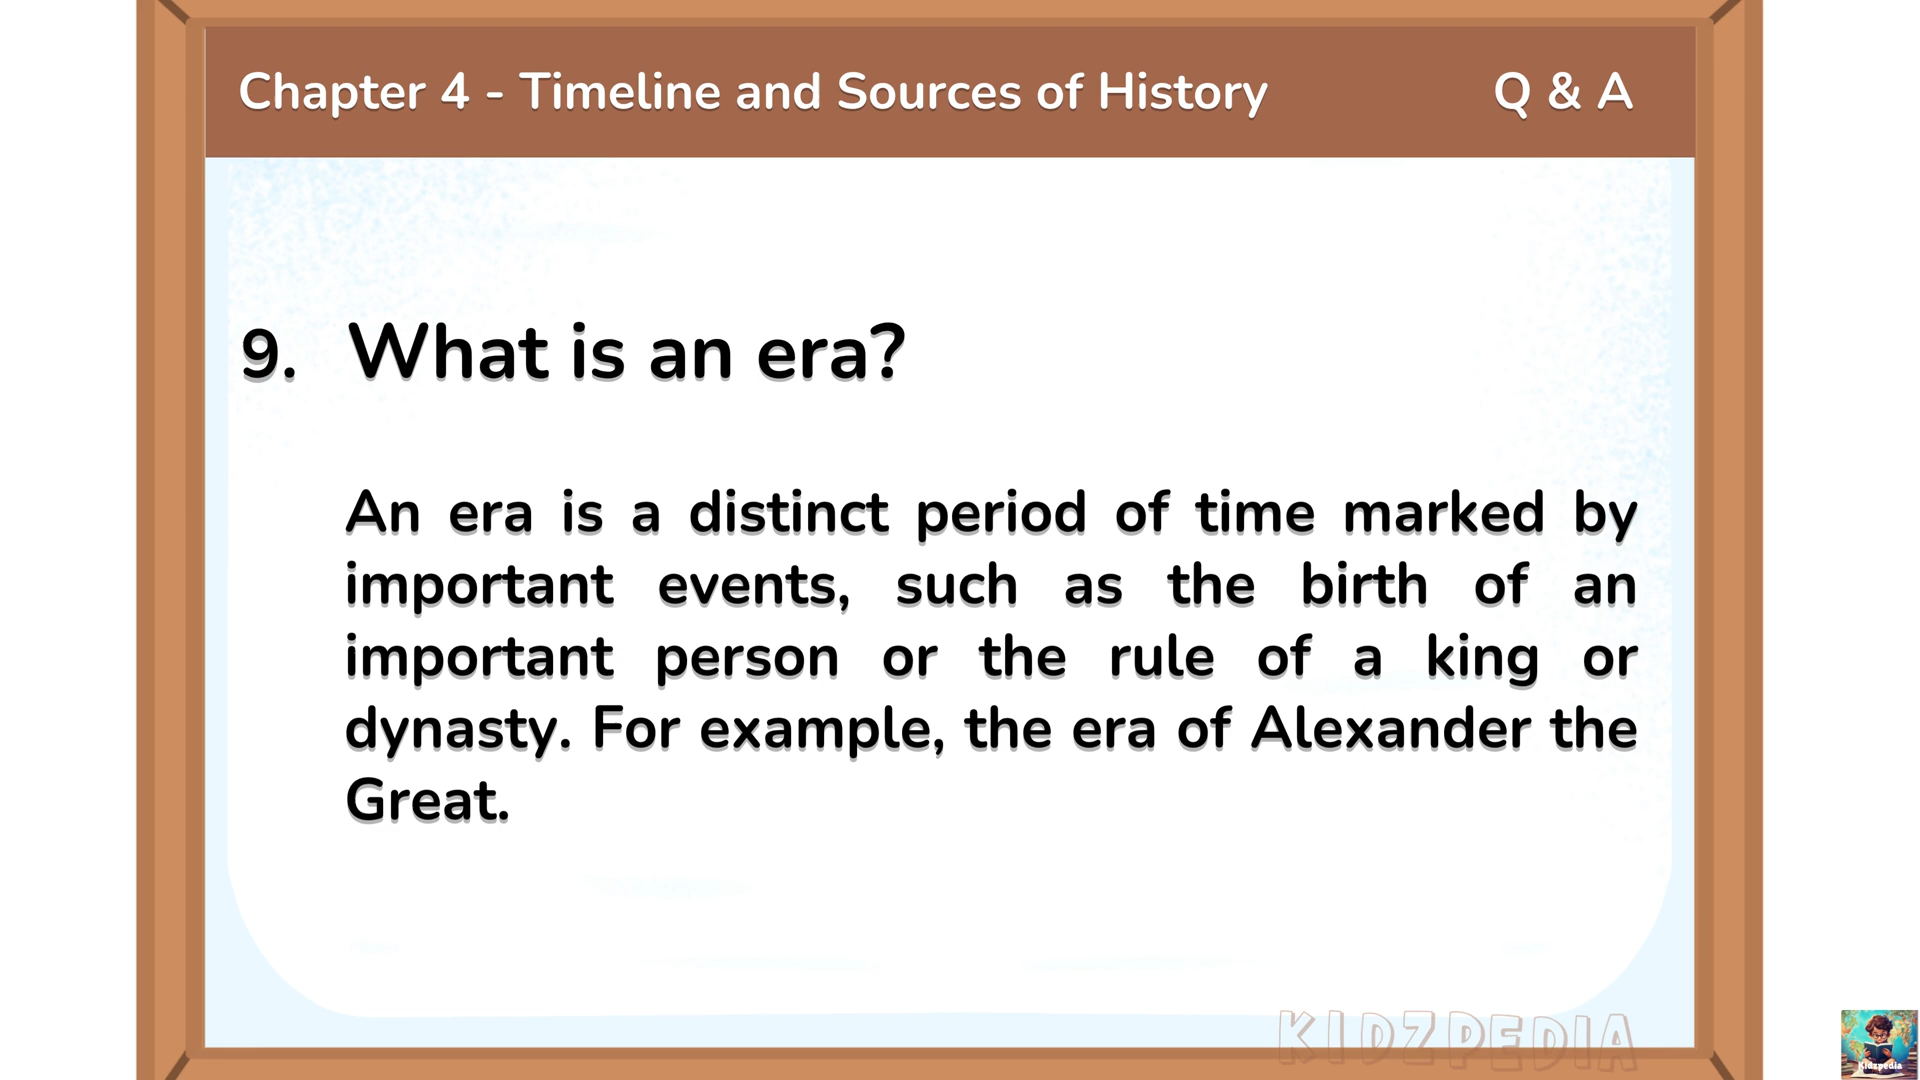 Chapter 4 - Timeline and Sources of History Q & A
9. What is an era?
An era is a distinct period of time marked by
important events, such as the birth of an
important person or the rule of a king or
dynasty. For example, the era of Alexander the
Great.
KIDZPEDIA
Kidzpedia